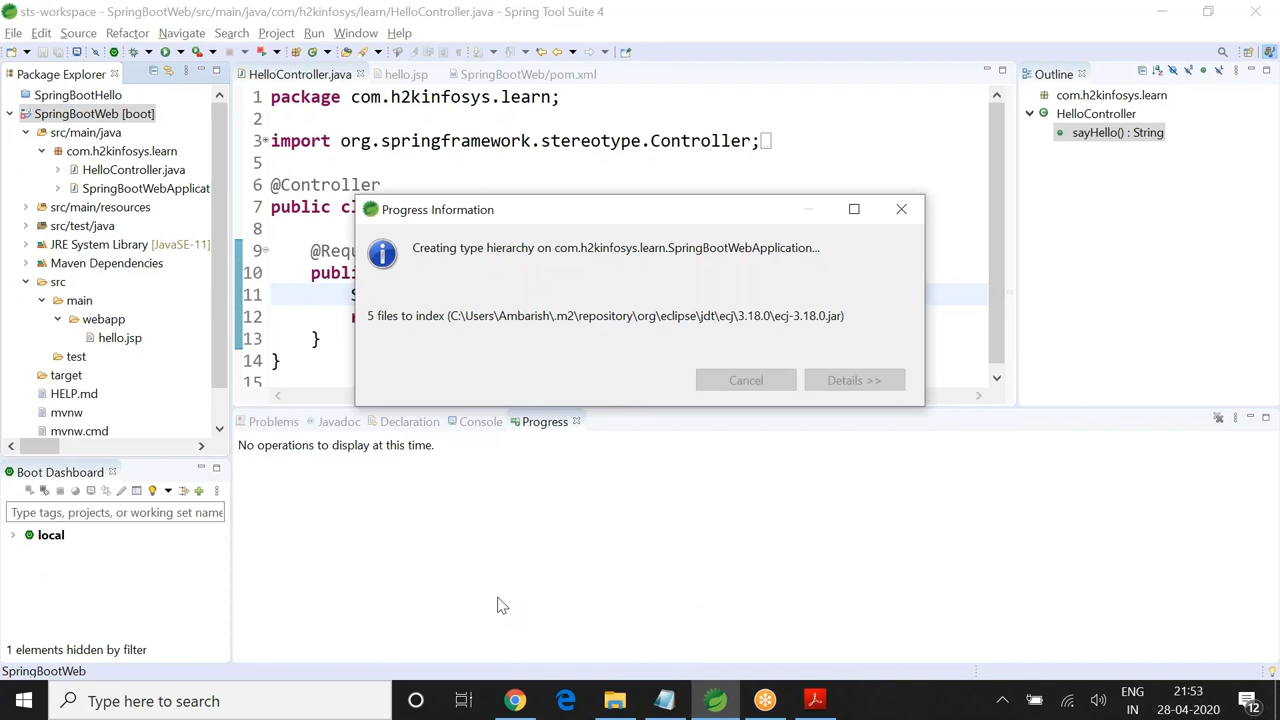 sts-workspace - SpringBootWeb/src/main/java/com/h2kinfosys/learn/HelloController.java - Spring Tool Suite 4
File Edit Source Refactor Navigate Search Project Run Window Help
Package Explorer
SpringBootHello
SpringBootWeb [boot]
src/main/java
com.h2kinfosys.learn
HelloController.java
SpringBootWebApplicat
src/main/resources
src/test/java
JRE System Library [JavaSE-11]
Maven Dependencies
src
main
webapp
hello.jsp
test
target
HELP.md
mvnw
mvnw.cmd
HelloController.java hello.jsp SpringBootWeb/pom.xml
1 package com.h2kinfosys.learn;
2
3 import org.springframework.stereotype.Controller;
5
6 @Controller
7 public cl
8
9 @Requ
10 publi
11 S
12 r
13 }
14 }
15
Progress Information
Creating type hierarchy on com.h2kinfosys.learn.SpringBootWebApplication...
5 files to index (C:\Users\Ambarish\.m2\repository\org\eclipse\jdt\ecj\3.18.0\ecj-3.18.0.jar)
Cancel Details >>
Outline
com.h2kinfosys.learn
HelloController
sayHello() : String
Problems Javadoc Declaration Console Progress
No operations to display at this time.
Boot Dashboard
Type tags, projects, or working set name
local
1 elements hidden by filter
SpringBootWeb
Type here to search
ENG
IN
21:53
28-04-2020
12